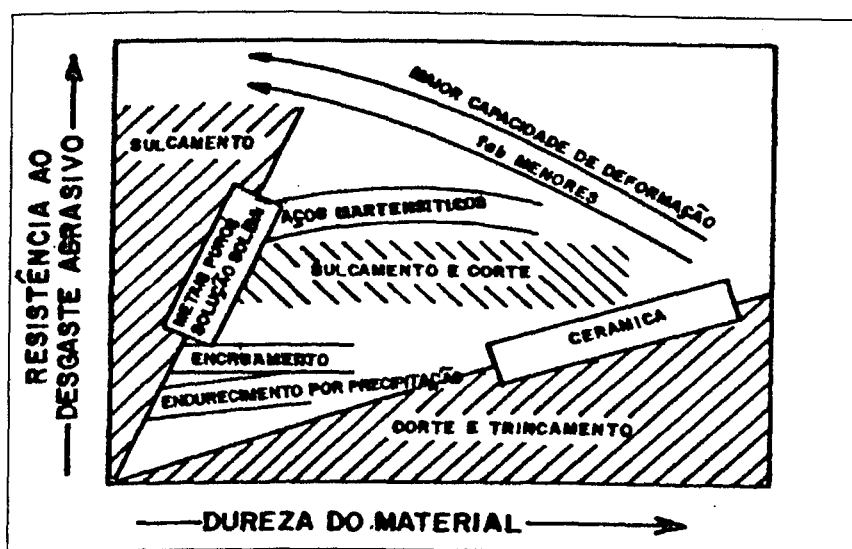 RESISTÊNCIA AO
DESGASTE ABRASIVO
SULCAMENTO
MAIOR CAPACIDADE DE DEFORMAÇÃO
fab MENORES
METAIS PUROS
SOLUÇÃO SOLIDA
AÇOS MARTENSITICOS
SULCAMENTO E CORTE
CERAMICA
ENCRUAMENTO
ENDURECIMENTO POR PRECIPITAÇÃO
CORTE E TRINCAMENTO
DUREZA DO MATERIAL